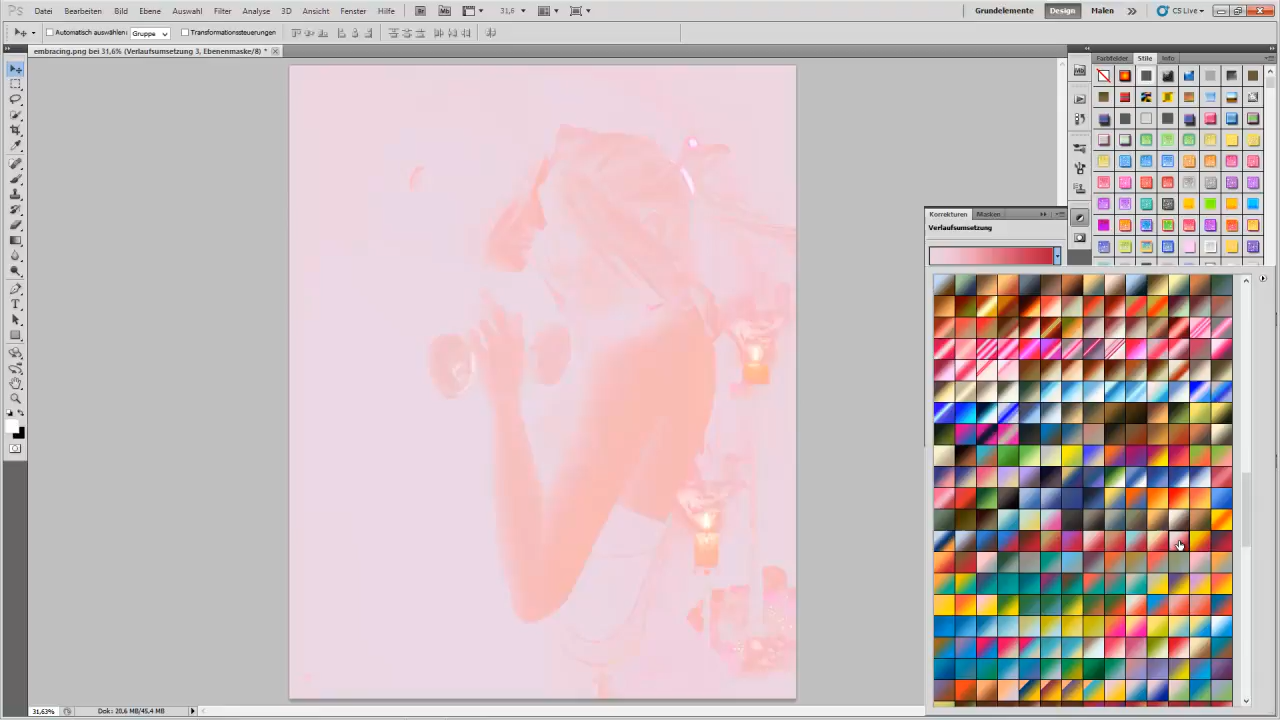 Ps Datei Bearbeiten Bild Ebene Auswahl Filter Analyse 3D Ansicht Fenster Hilfe Br Mb 31,6 Grundelemente Design Malen CS Live
Automatisch auswählen: Gruppe Transformationssteuerungen
embracing.png bei 31,6% (Verlaufsumsetzung 3, Ebenenmaske/8) *
Farbfelder Stile Info
Korrekturen Masken
Verlaufsumsetzung
31,63% Dok: 20,6 MB/45,4 MB